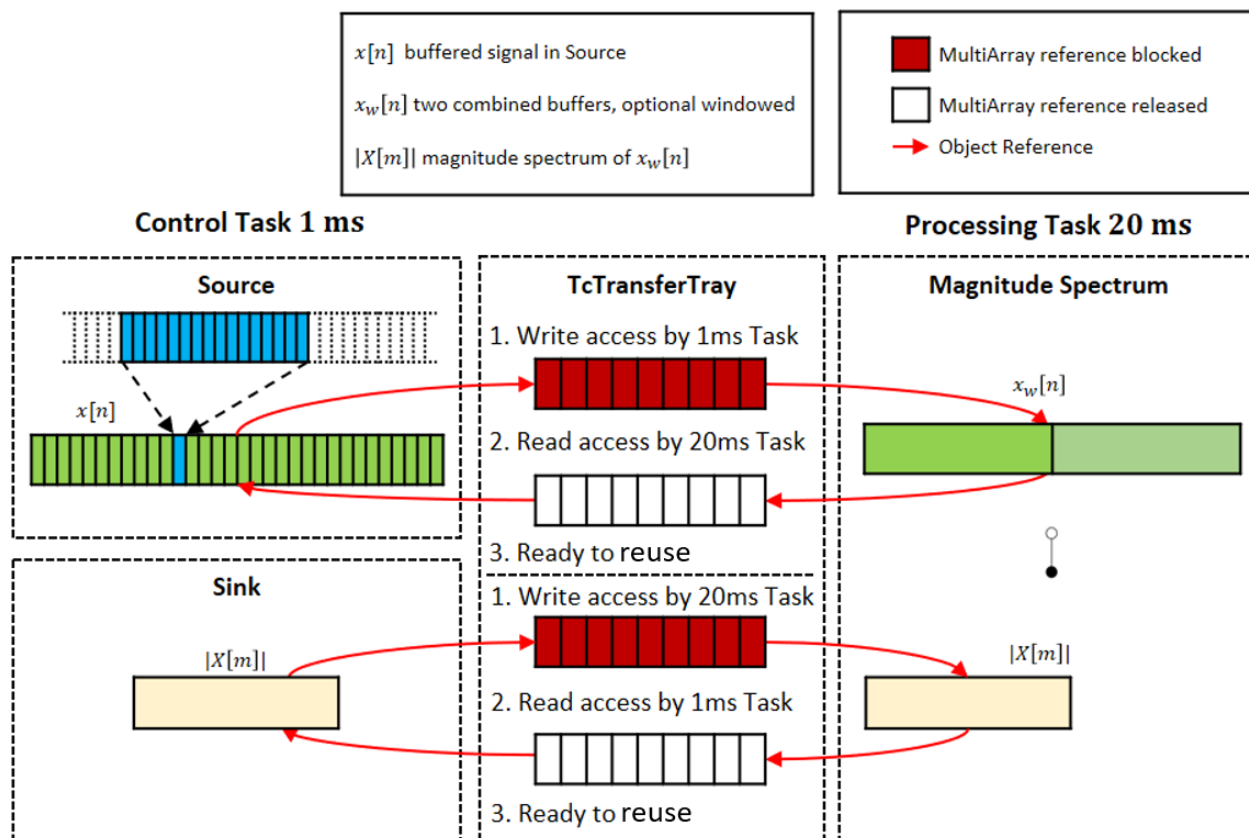 x[n] buffered signal in Source
x_w[n] two combined buffers, optional windowed
|X[m]| magnitude spectrum of x_w[n]
MultiArray reference blocked
MultiArray reference released
Object Reference
Control Task 1 ms
Processing Task 20 ms
Source
x[n]
TcTransferTray
1. Write access by 1ms Task
2. Read access by 20ms Task
3. Ready to reuse
Magnitude Spectrum
x_w[n]
Sink
|X[m]|
1. Write access by 20ms Task
2. Read access by 1ms Task
3. Ready to reuse
|X[m]|